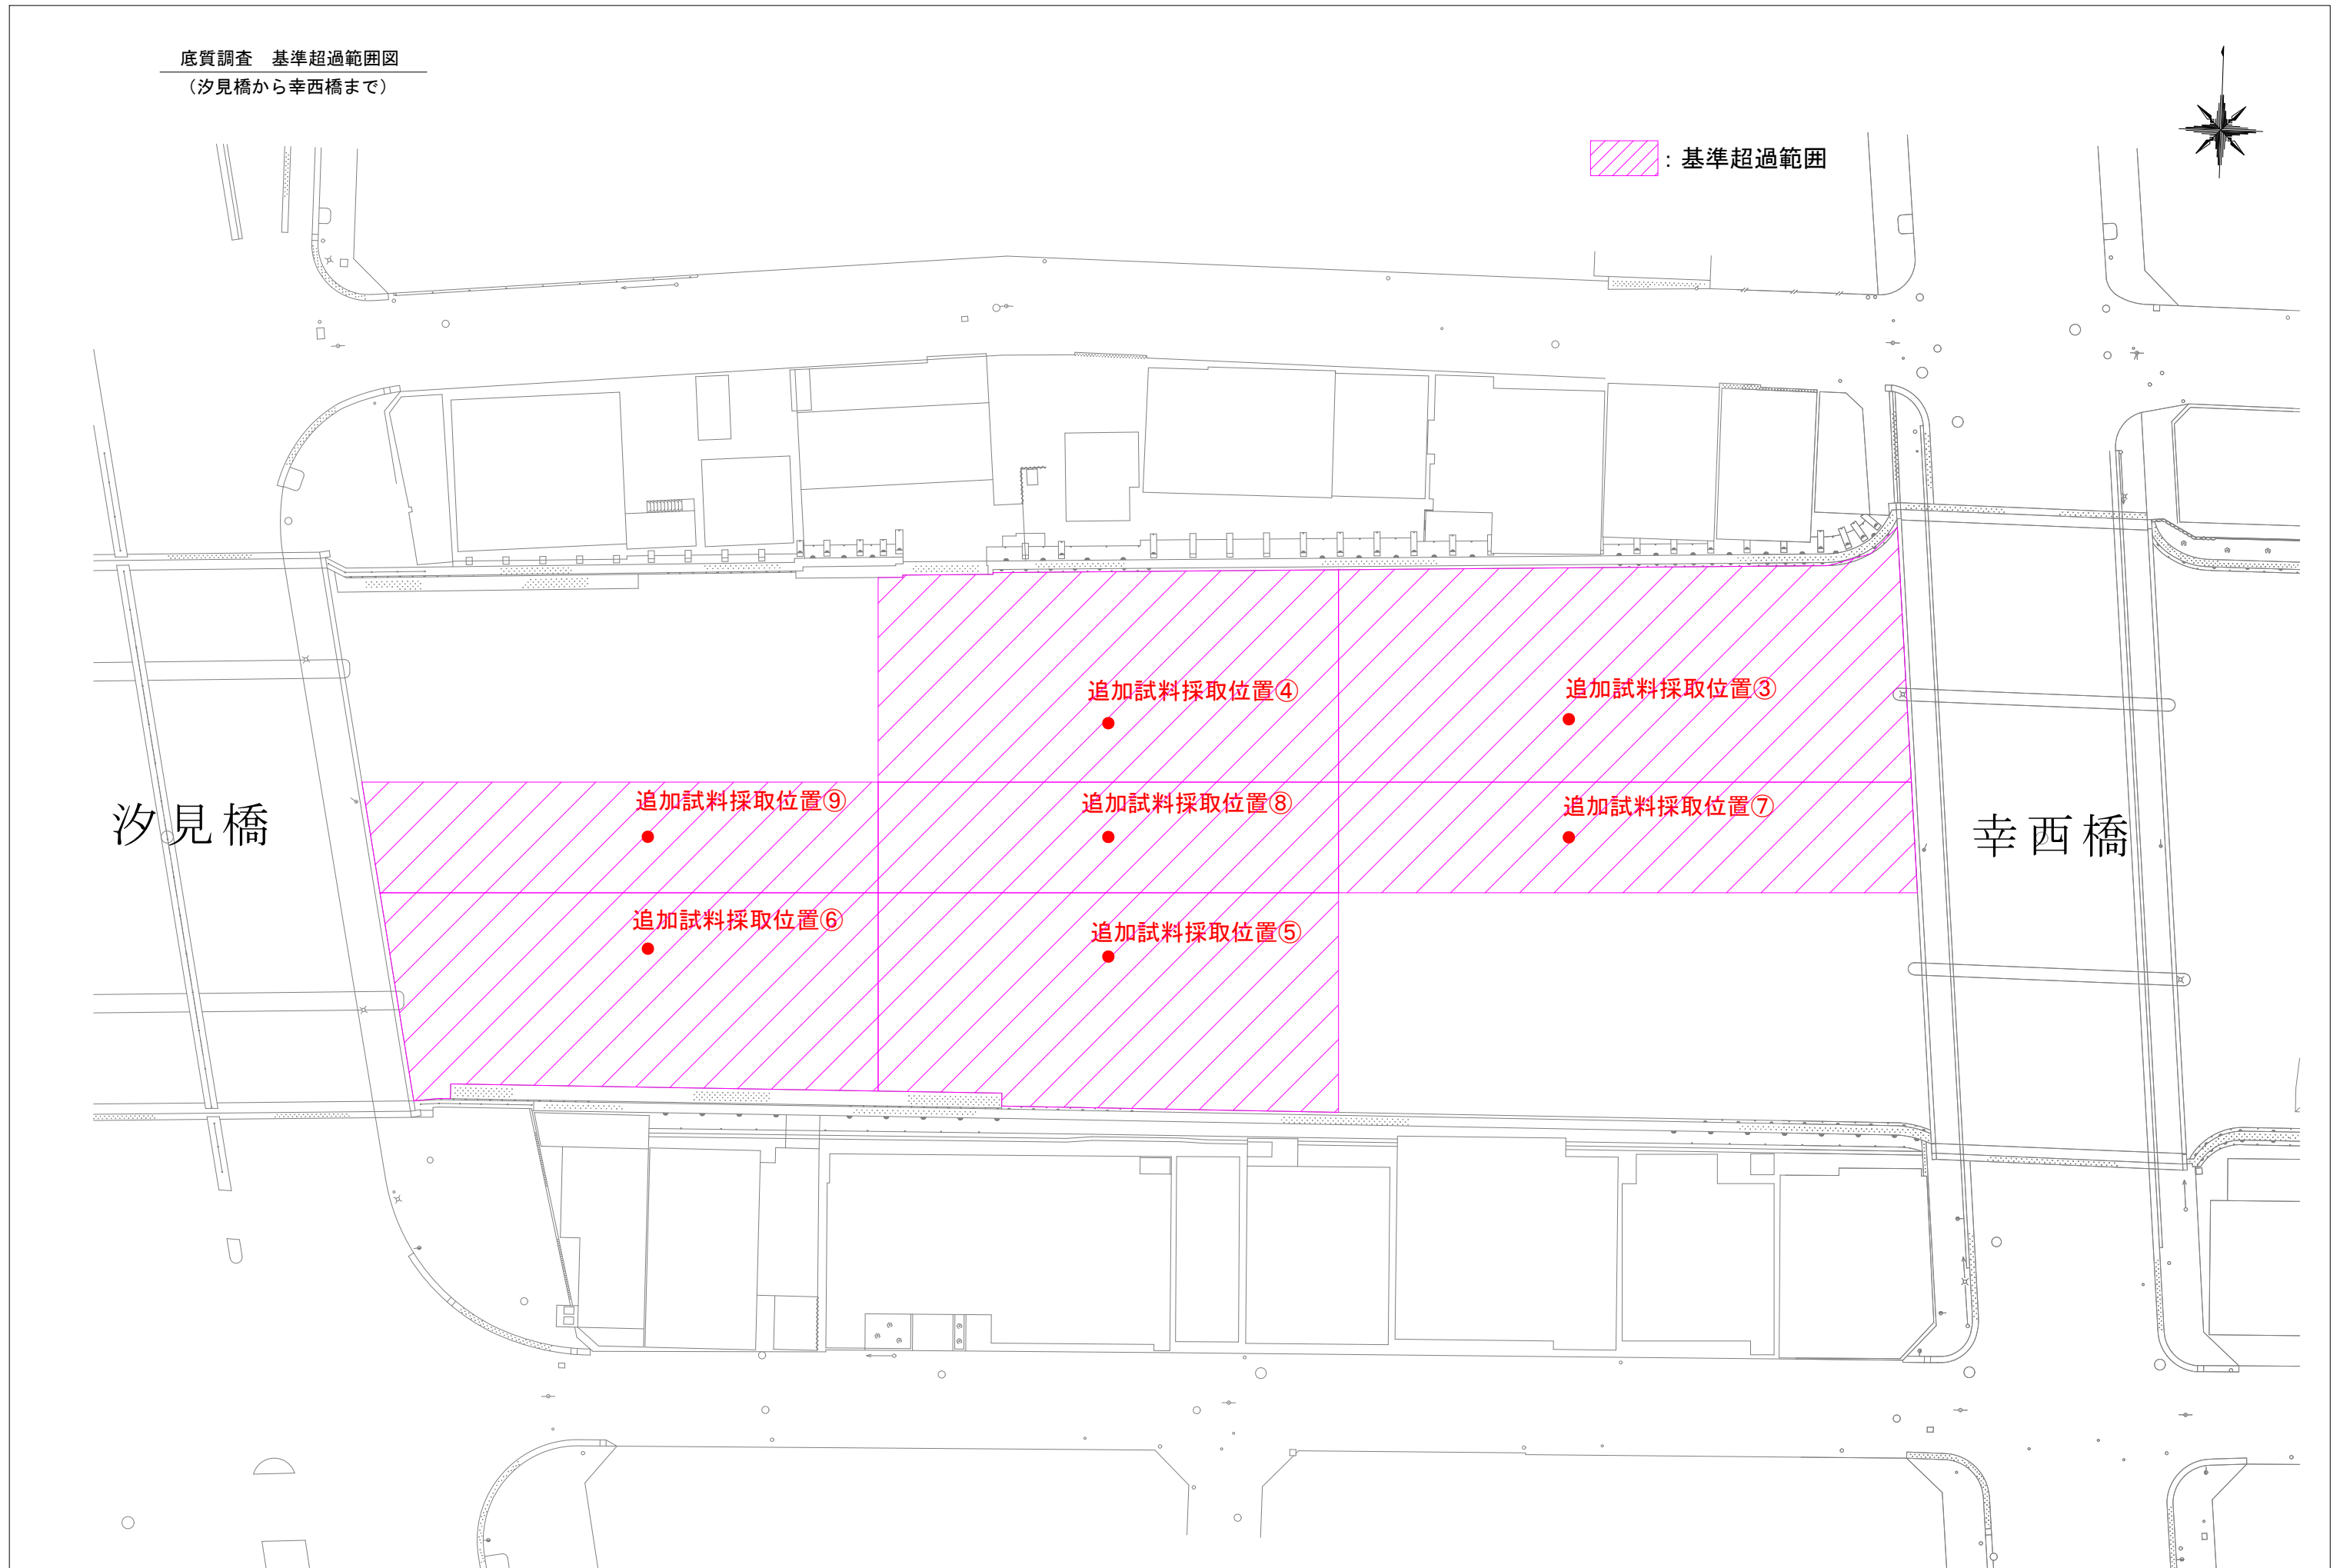 底質調査　基準超過範囲図
（汐見橋から幸西橋まで）
：基準超過範囲
追加試料採取位置④
追加試料採取位置③
追加試料採取位置⑨
追加試料採取位置⑧
追加試料採取位置⑦
汐見橋
幸西橋
追加試料採取位置⑥
追加試料採取位置⑤